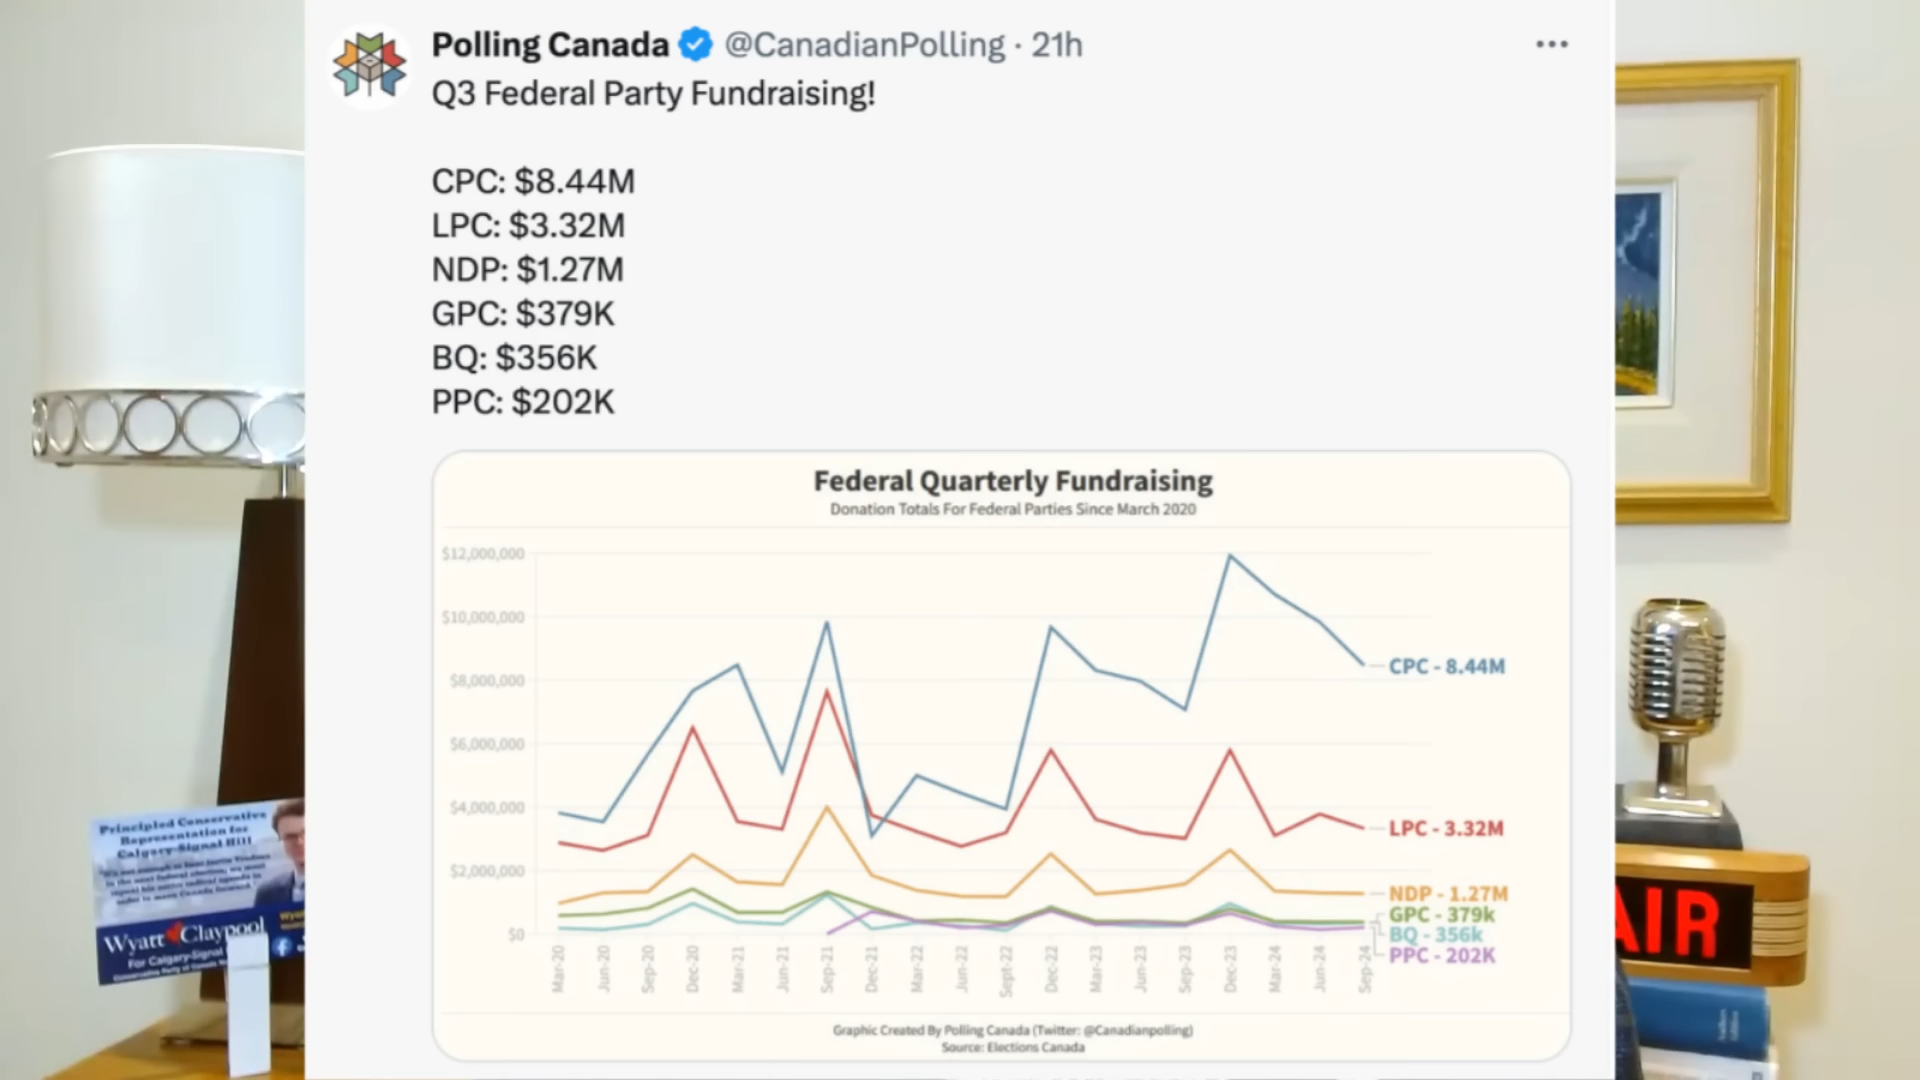 Polling Canada @CanadianPolling · 21h
Q3 Federal Party Fundraising!
CPC: $8.44M
LPC: $3.32M
NDP: $1.27M
GPC: $379K
BQ: $356K
PPC: $202K
Federal Quarterly Fundraising
Donation Totals For Federal Parties Since March 2020
$12,000,000
$10,000,000
$8,000,000
$6,000,000
$4,000,000
$2,000,000
$0
CPC - 8.44M
LPC - 3.32M
NDP - 1.27M
GPC - 379k
BQ - 356k
PPC - 202K
Mar-20
Jun-20
Sep-20
Dec-20
Mar-21
Jun-21
Sep-21
Dec-21
Mar-22
Jun-22
Sept-22
Dec-22
Mar-23
Jun-23
Sep-23
Dec-23
Mar-24
Jun-24
Sep-24
Graphic Created By Polling Canada (Twitter: @Canadianpolling)
Source: Elections Canada
Principled Conservative
Representation for
Calgary-Signal Hill
Wyatt Claypool
For Calgary-Signal
AIR